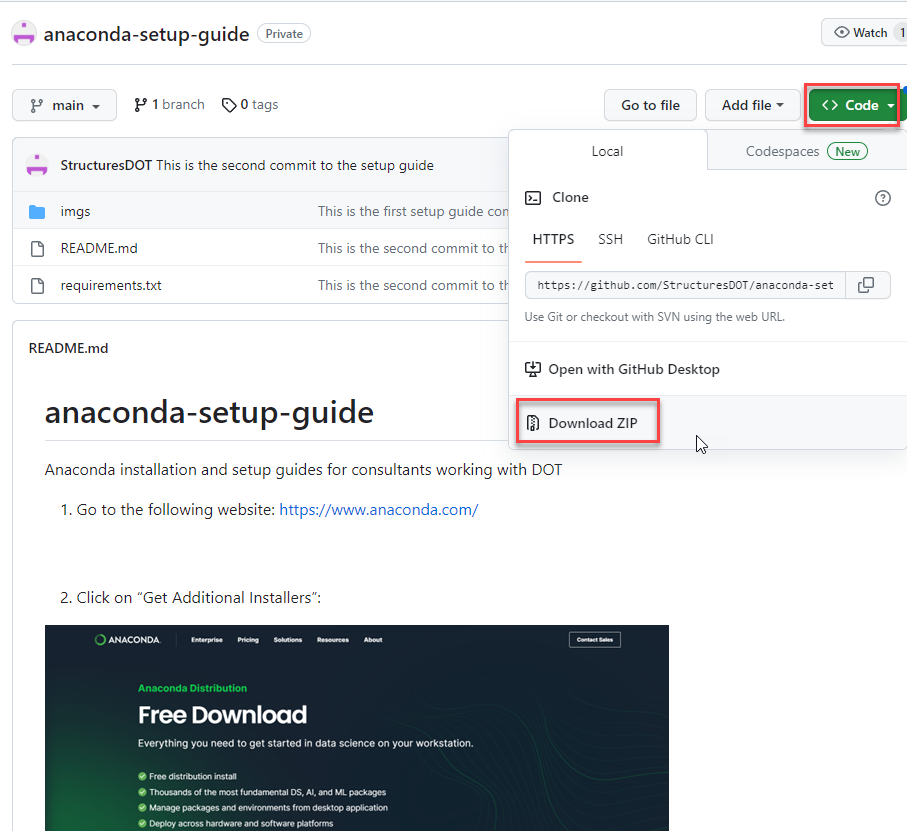 anaconda-setup-guide Private Watch 1
main 1 branch 0 tags Go to file Add file <> Code
StructuresDOT This is the second commit to the setup guide
Local Codespaces New
imgs This is the first setup guide com
Clone
README.md This is the second commit to th
HTTPS SSH GitHub CLI
requirements.txt This is the second commit to th
https://github.com/StructuresDOT/anaconda-set
Use Git or checkout with SVN using the web URL.
Open with GitHub Desktop
Download ZIP
README.md
anaconda-setup-guide
Anaconda installation and setup guides for consultants working with DOT
1. Go to the following website: https://www.anaconda.com/
2. Click on “Get Additional Installers”:
ANACONDA. Enterprise Pricing Solutions Resources About Contact Sales
Anaconda Distribution
Free Download
Everything you need to get started in data science on your workstation.
Free distribution install
Thousands of the most fundamental DS, AI, and ML packages
Manage packages and environments from desktop application
Deploy across hardware and software platforms